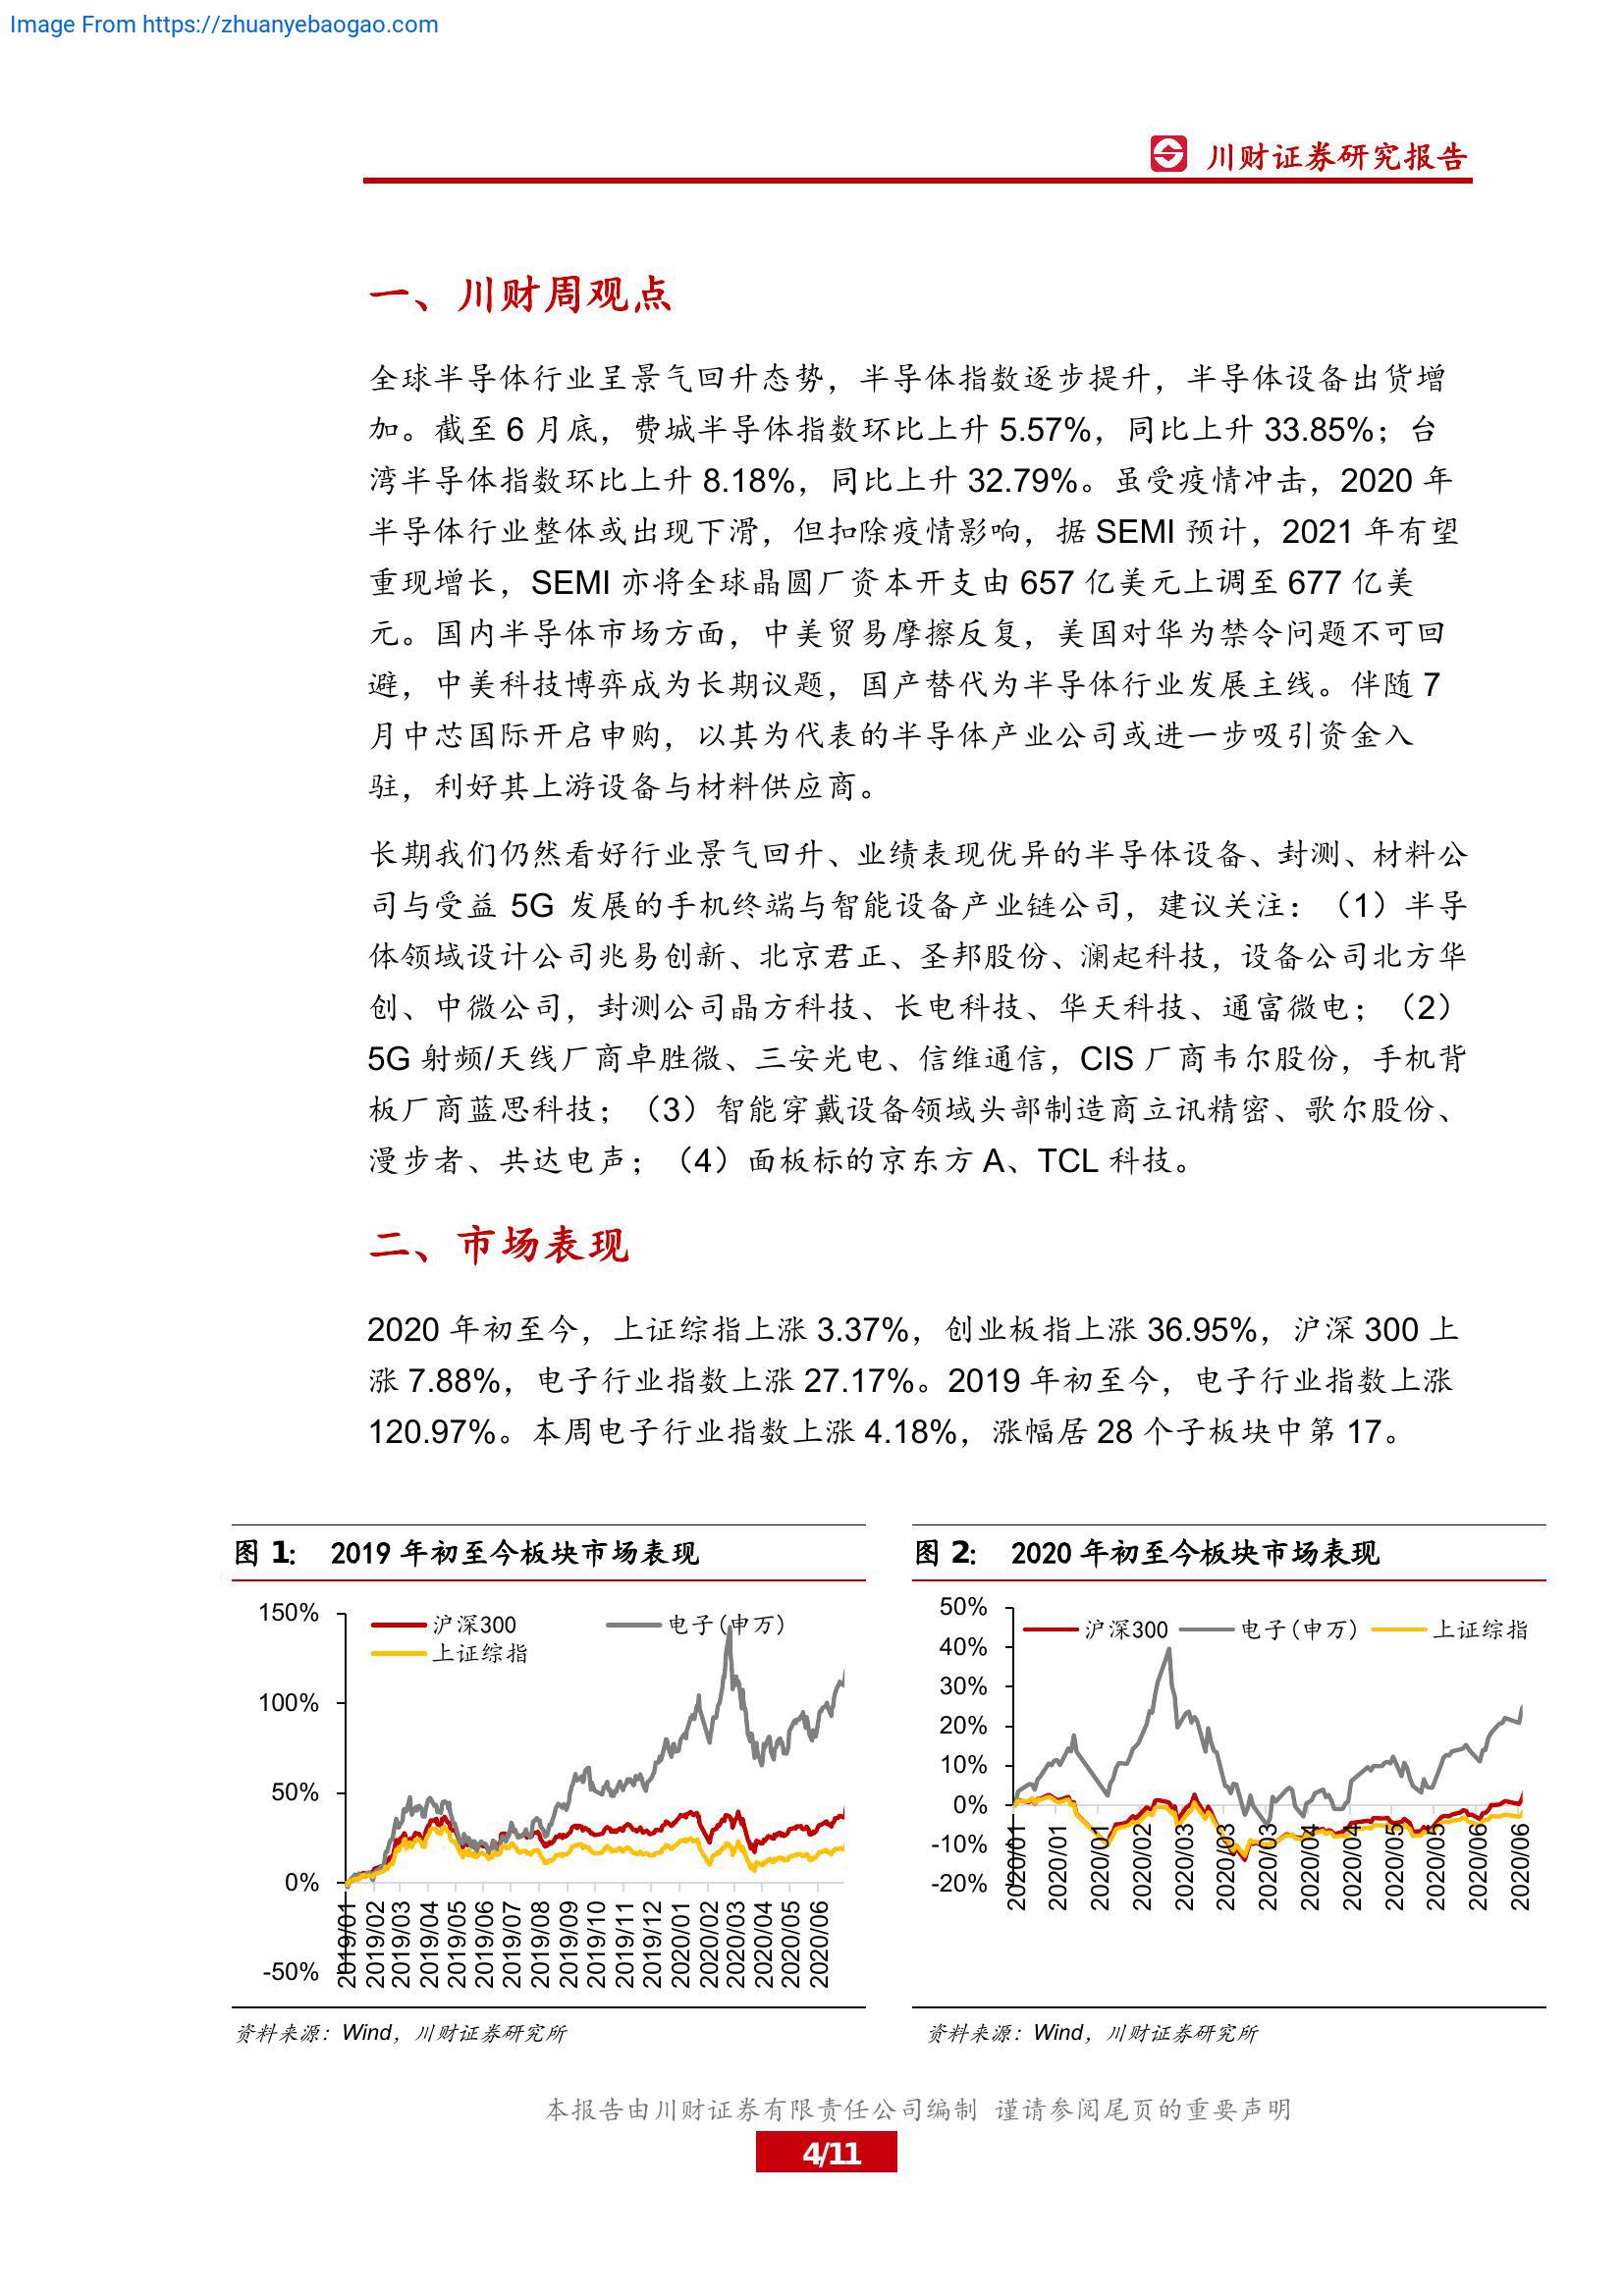 Image From https://zhuanyebaogao.com
川财证券研究报告
一、川财周观点
全球半导体行业呈景气回升态势，半导体指数逐步提升，半导体设备出货增
加。截至 6 月底，费城半导体指数环比上升 5.57%，同比上升 33.85%；台
湾半导体指数环比上升 8.18%，同比上升 32.79%。虽受疫情冲击，2020 年
半导体行业整体或出现下滑，但扣除疫情影响，据 SEMI 预计，2021 年有望
重现增长，SEMI 亦将全球晶圆厂资本开支由 657 亿美元上调至 677 亿美
元。国内半导体市场方面，中美贸易摩擦反复，美国对华为禁令问题不可回
避，中美科技博弈成为长期议题，国产替代为半导体行业发展主线。伴随 7
月中芯国际开启申购，以其为代表的半导体产业公司或进一步吸引资金入
驻，利好其上游设备与材料供应商。
长期我们仍然看好行业景气回升、业绩表现优异的半导体设备、封测、材料公
司与受益 5G 发展的手机终端与智能设备产业链公司，建议关注：（1）半导
体领域设计公司兆易创新、北京君正、圣邦股份、澜起科技，设备公司北方华
创、中微公司，封测公司晶方科技、长电科技、华天科技、通富微电；（2）
5G 射频/天线厂商卓胜微、三安光电、信维通信，CIS 厂商韦尔股份，手机背
板厂商蓝思科技；（3）智能穿戴设备领域头部制造商立讯精密、歌尔股份、
漫步者、共达电声；（4）面板标的京东方 A、TCL 科技。
二、市场表现
2020 年初至今，上证综指上涨 3.37%，创业板指上涨 36.95%，沪深 300 上
涨 7.88%，电子行业指数上涨 27.17%。2019 年初至今，电子行业指数上涨
120.97%。本周电子行业指数上涨 4.18%，涨幅居 28 个子板块中第 17。
图 1： 2019 年初至今板块市场表现
150%
100%
50%
0%
-50%
沪深300
电子(申万)
上证综指
2019/01
2019/02
2019/03
2019/04
2019/05
2019/06
2019/07
2019/08
2019/09
2019/10
2019/11
2019/12
2020/01
2020/02
2020/03
2020/04
2020/05
2020/06
资料来源：Wind，川财证券研究所
图 2： 2020 年初至今板块市场表现
50%
40%
30%
20%
10%
0%
-10%
-20%
沪深300
电子(申万)
上证综指
2020/01
2020/01
2020/01
2020/02
2020/03
2020/03
2020/03
2020/04
2020/04
2020/05
2020/05
2020/06
2020/06
资料来源：Wind，川财证券研究所
本报告由川财证券有限责任公司编制 谨请参阅尾页的重要声明
4/11